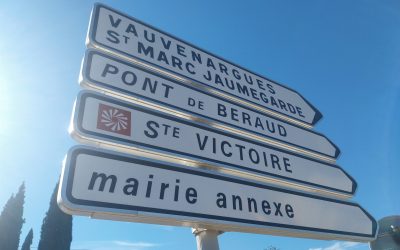 VAUVENARGUES
ST MARC JAUMEGARDE
PONT DE BERAUD
STE VICTOIRE
mairie annexe